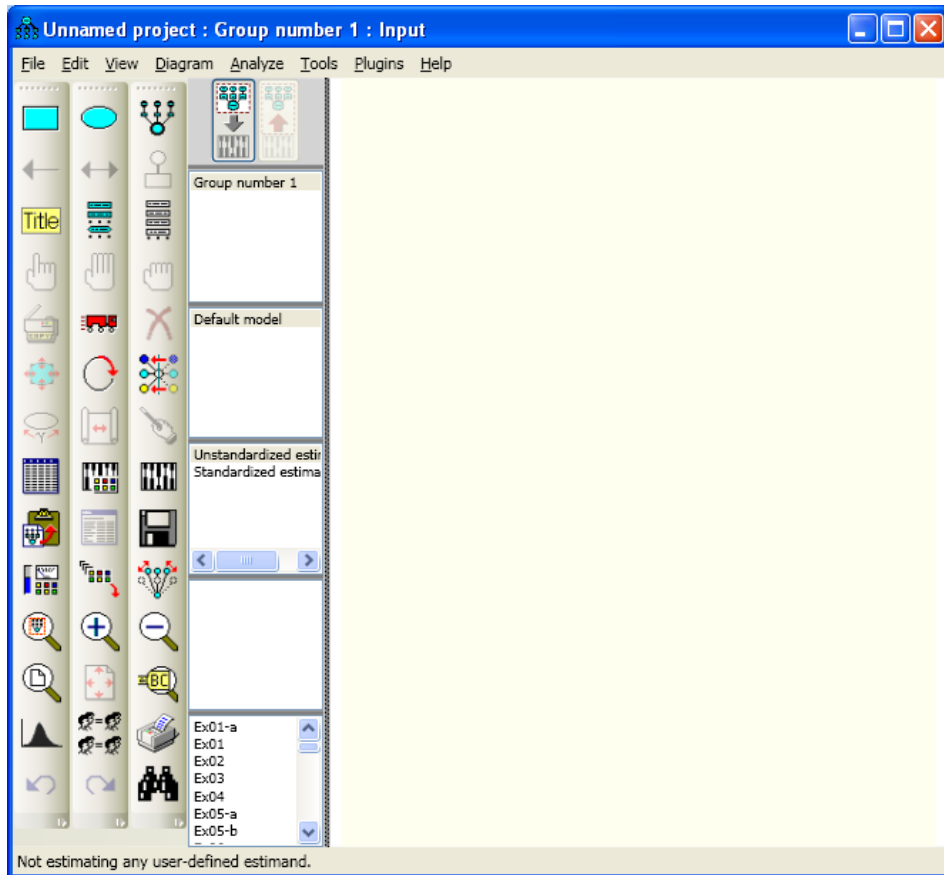 Unnamed project : Group number 1 : Input
File Edit View Diagram Analyze Tools Plugins Help
Title
Group number 1
Default model
Unstandardized estir
Standardized estima
Ex01-a
Ex01
Ex02
Ex03
Ex04
Ex05-a
Ex05-b
Not estimating any user-defined estimand.